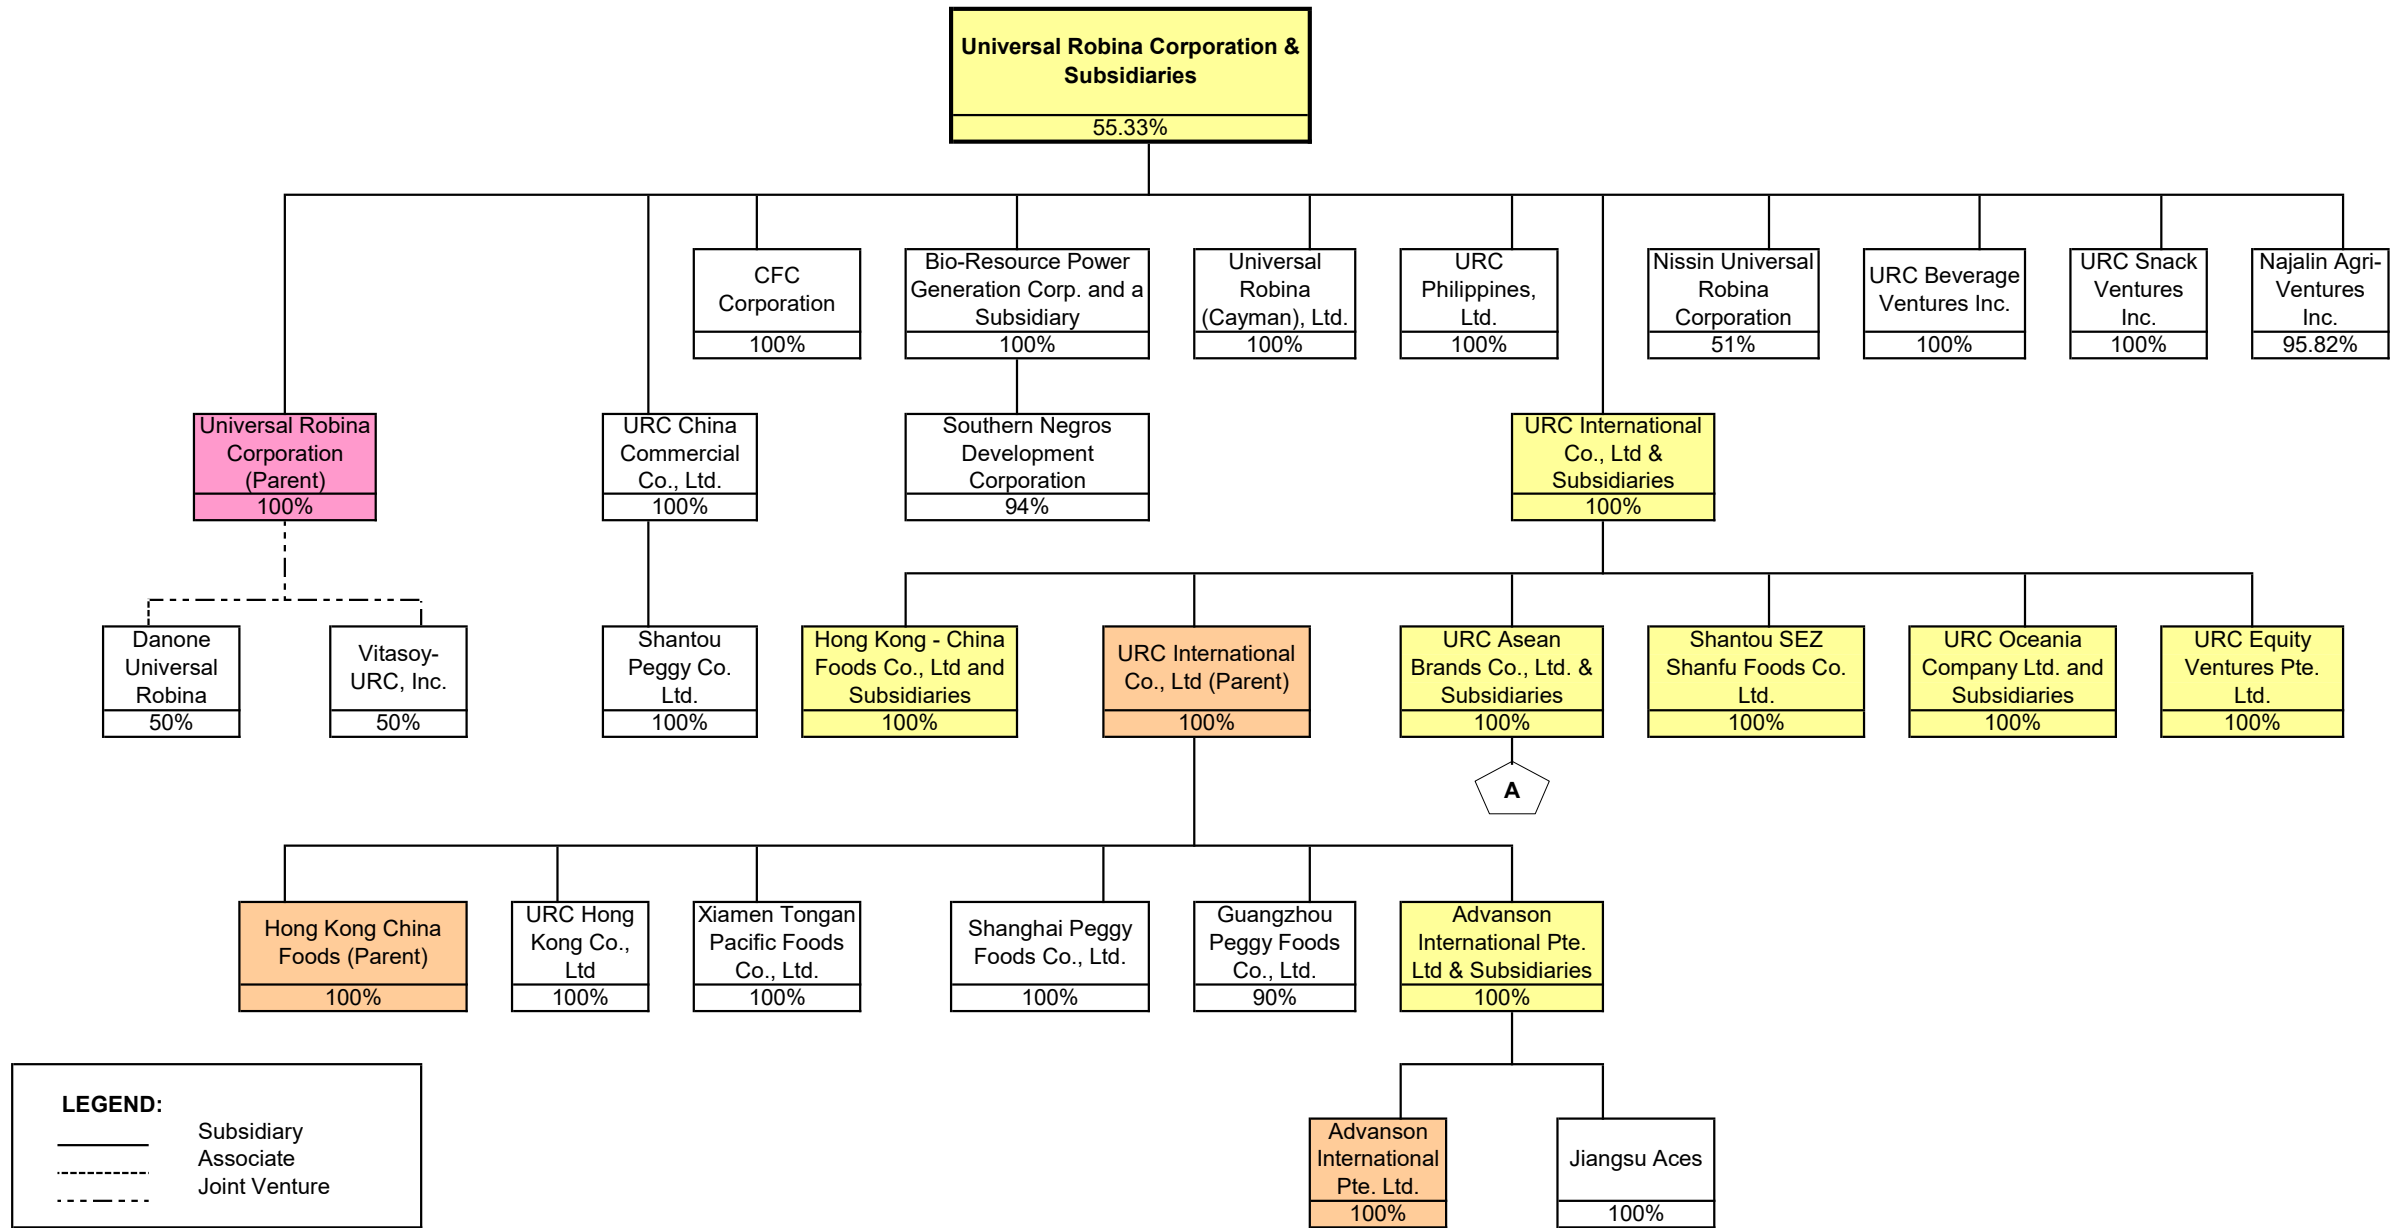 Universal Robina Corporation &
Subsidiaries
55.33%
CFC
Corporation
100%
Bio-Resource Power
Generation Corp. and a
Subsidiary
100%
Universal
Robina
(Cayman), Ltd.
100%
URC
Philippines,
Ltd.
100%
Nissin Universal
Robina
Corporation
51%
URC Beverage
Ventures Inc.
100%
URC Snack
Ventures
Inc.
100%
Najalin Agri-
Ventures
Inc.
95.82%
Universal Robina
Corporation
(Parent)
100%
URC China
Commercial
Co., Ltd.
100%
Southern Negros
Development
Corporation
94%
URC International
Co., Ltd &
Subsidiaries
100%
Danone
Universal
Robina
50%
Vitasoy-
URC, Inc.
50%
Shantou
Peggy Co.
Ltd.
100%
Hong Kong - China
Foods Co., Ltd and
Subsidiaries
100%
URC International
Co., Ltd (Parent)
100%
URC Asean
Brands Co., Ltd. &
Subsidiaries
100%
Shantou SEZ
Shanfu Foods Co.
Ltd.
100%
URC Oceania
Company Ltd. and
Subsidiaries
100%
URC Equity
Ventures Pte.
Ltd.
100%
A
Hong Kong China
Foods (Parent)
100%
URC Hong
Kong Co.,
Ltd
100%
Xiamen Tongan
Pacific Foods
Co., Ltd.
100%
Shanghai Peggy
Foods Co., Ltd.
100%
Guangzhou
Peggy Foods
Co., Ltd.
90%
Advanson
International Pte.
Ltd & Subsidiaries
100%
Advanson
International
Pte. Ltd.
100%
Jiangsu Aces
100%
LEGEND:
Subsidiary
Associate
Joint Venture